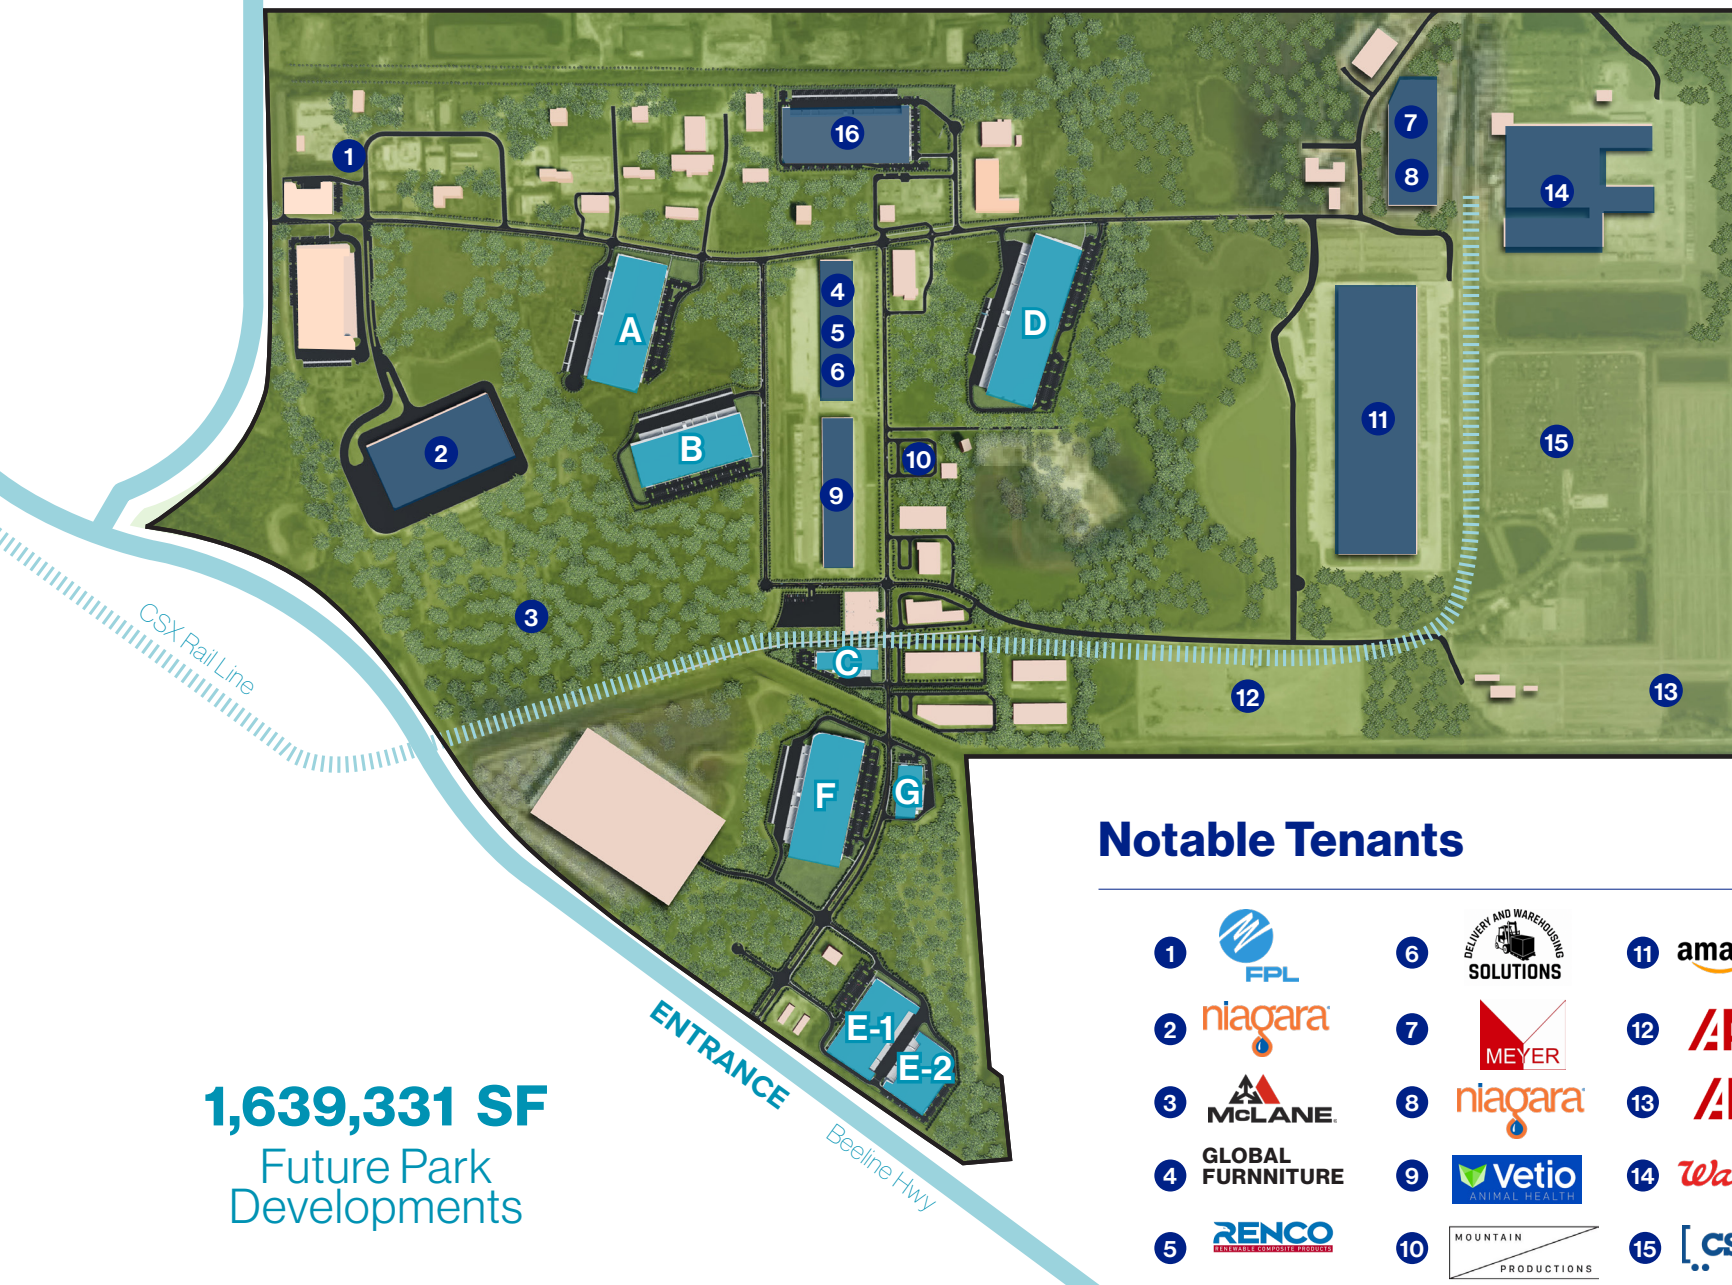 16
7
1
8
14
4
A
5
D
6
11
15
B
2
10
9
3
CSX Rail Line
C
12
13
F
G
Notable Tenants
E-1
E-2
ENTRANCE
Beeline Hwy
1,639,331 SF
Future Park
Developments
1 FPL
2 niagara
3 McLANE
4 GLOBAL
FURNNITURE
5 RENCO
RENEWABLE COMPOSITE PRODUCTS
6 DELIVERY AND WAREHOUSING
SOLUTIONS
7 MEYER
8 niagara
9 Vetio
ANIMAL HEALTH
10 MOUNTAIN
PRODUCTIONS
11 ama
12
13
14 Wa
15 CS